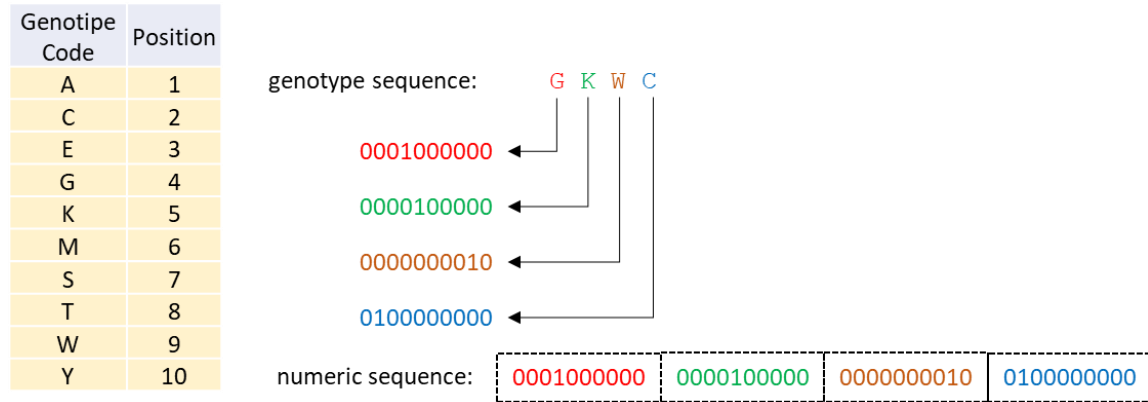 Genotipe Code Position
A 1
C 2
E 3
G 4
K 5
M 6
S 7
T 8
W 9
Y 10
genotype sequence: G K W C
0001000000
0000100000
0000000010
0100000000
numeric sequence: 0001000000 0000100000 0000000010 0100000000